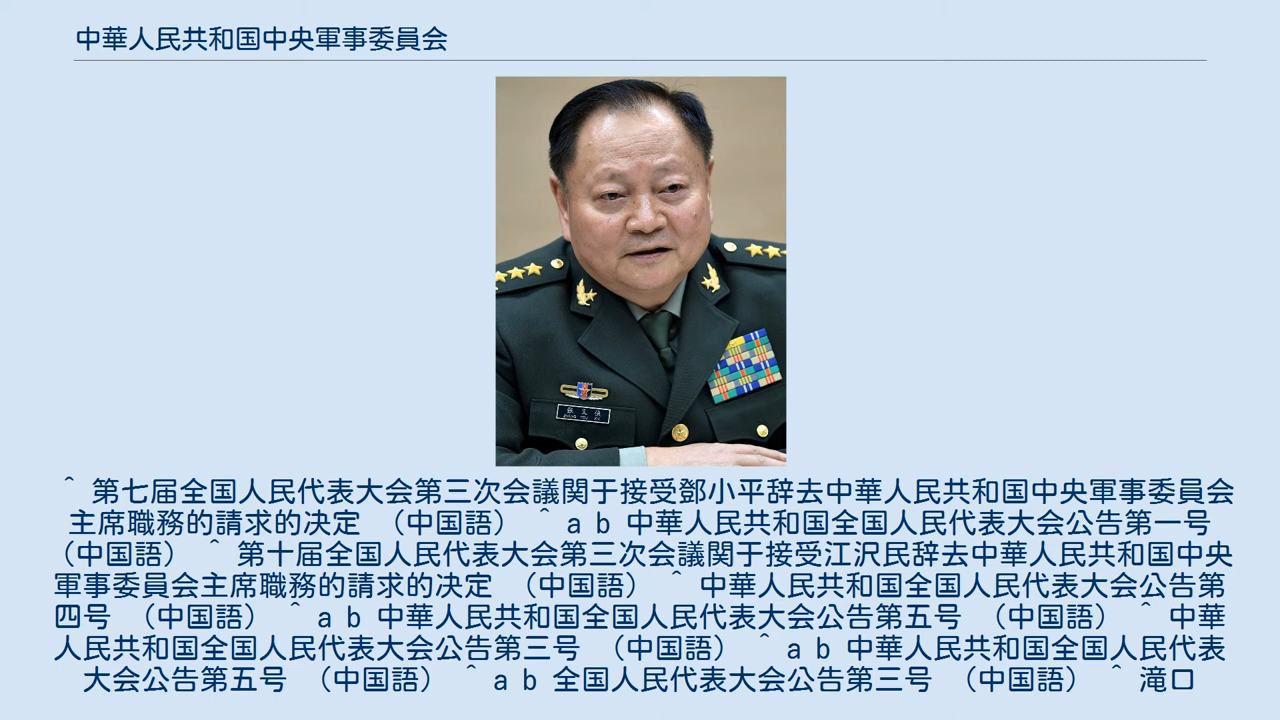 中華人民共和国中央軍事委員会
^ 第七届全国人民代表大会第三次会議関于接受鄧小平辞去中華人民共和国中央軍事委員会
主席職務的請求的决定 （中国語） ^ a b 中華人民共和国全国人民代表大会公告第一号
（中国語） ^ 第十届全国人民代表大会第三次会議関于接受江沢民辞去中華人民共和国中央
軍事委員会主席職務的請求的决定 （中国語） ^ 中華人民共和国全国人民代表大会公告第
四号 （中国語） ^ a b 中華人民共和国全国人民代表大会公告第五号 （中国語） ^ 中華
人民共和国全国人民代表大会公告第三号 （中国語） ^ a b 中華人民共和国全国人民代表
大会公告第五号 （中国語） ^ a b 全国人民代表大会公告第三号 （中国語） ^ 滝口